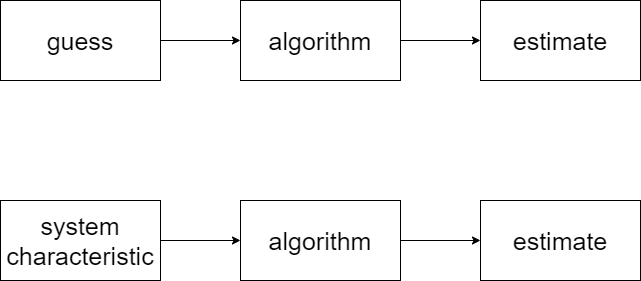 guess
algorithm
estimate
system
characteristic
algorithm
estimate